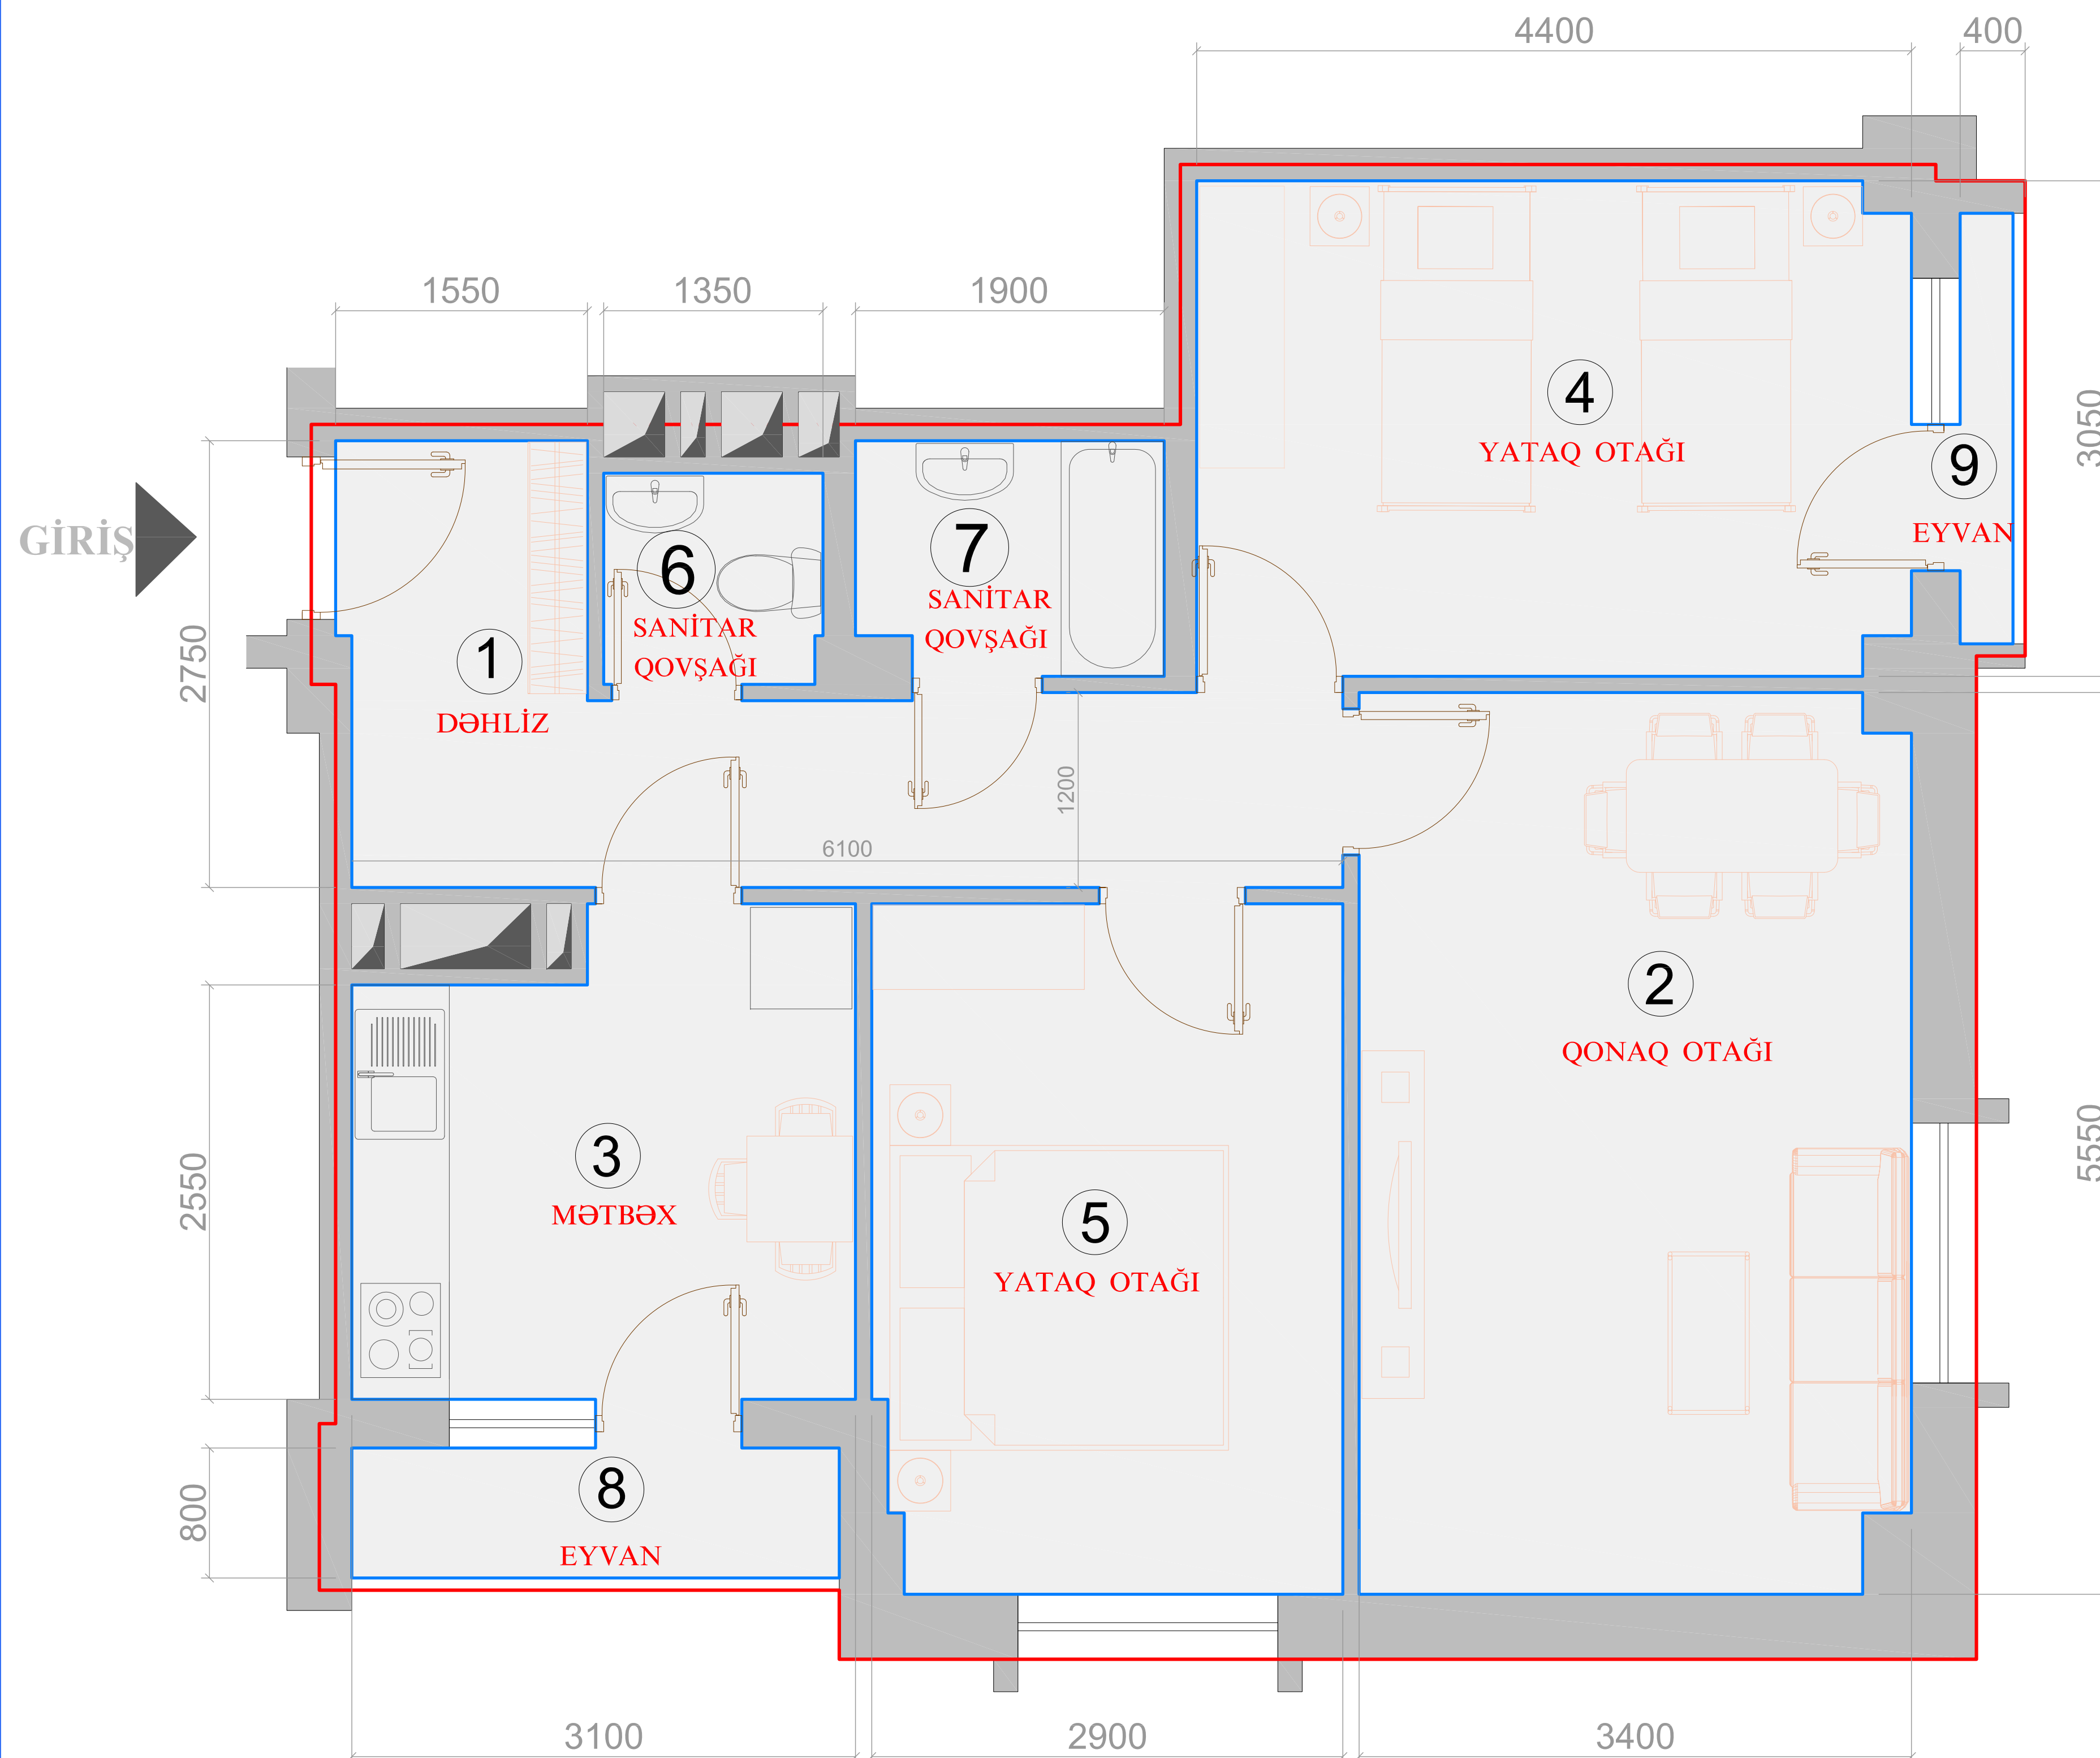 4400
400
1550
1350
1900
3050
4
YATAQ OTAĞI
9
EYVAN
GİRİŞ
6
SANİTAR
QOVŞAĞI
7
SANİTAR
QOVŞAĞI
1
DƏHLİZ
2750
1200
6100
2
QONAQ OTAĞI
3
MƏTBƏX
5
YATAQ OTAĞI
2550
5550
8
EYVAN
800
3100
2900
3400